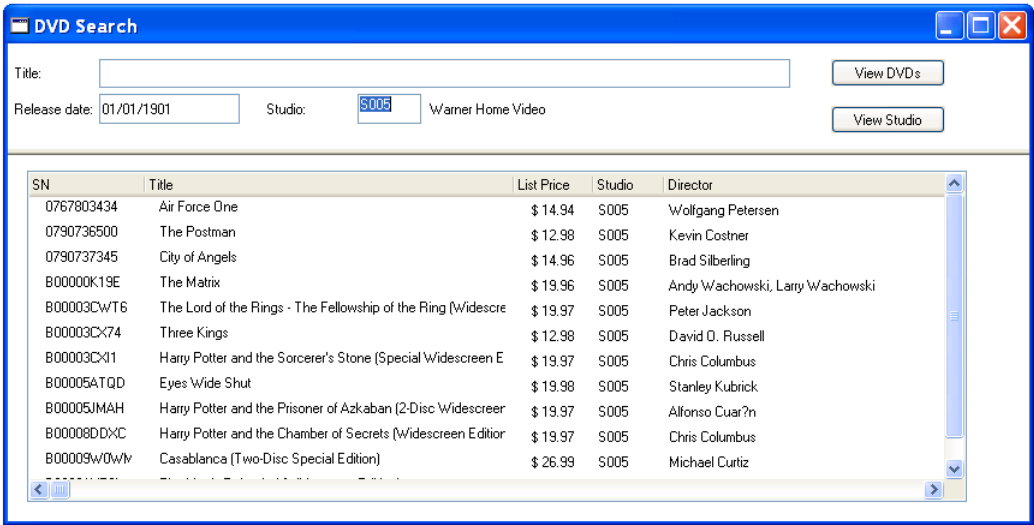 DVD Search
Title: View DVDs
Release date: 01/01/1901 Studio: S005 Warner Home Video View Studio
SN Title List Price Studio Director
0767803434 Air Force One $ 14.94 S005 Wolfgang Petersen
0790736500 The Postman $ 12.98 S005 Kevin Costner
0790737345 City of Angels $ 14.96 S005 Brad Silberling
B00000K19E The Matrix $ 19.96 S005 Andy Wachowski, Larry Wachowski
B00003CWT6 The Lord of the Rings - The Fellowship of the Ring (Widescre $ 19.97 S005 Peter Jackson
B00003CX74 Three Kings $ 12.98 S005 David O. Russell
B00003CXI1 Harry Potter and the Sorcerer's Stone (Special Widescreen E $ 19.97 S005 Chris Columbus
B00005ATQD Eyes Wide Shut $ 19.98 S005 Stanley Kubrick
B00005JMAH Harry Potter and the Prisoner of Azkaban (2-Disc Widescreen $ 19.97 S005 Alfonso Cuar?n
B00008DDXC Harry Potter and the Chamber of Secrets (Widescreen Edition $ 19.97 S005 Chris Columbus
B00009W0WM Casablanca (Two-Disc Special Edition) $ 26.99 S005 Michael Curtiz